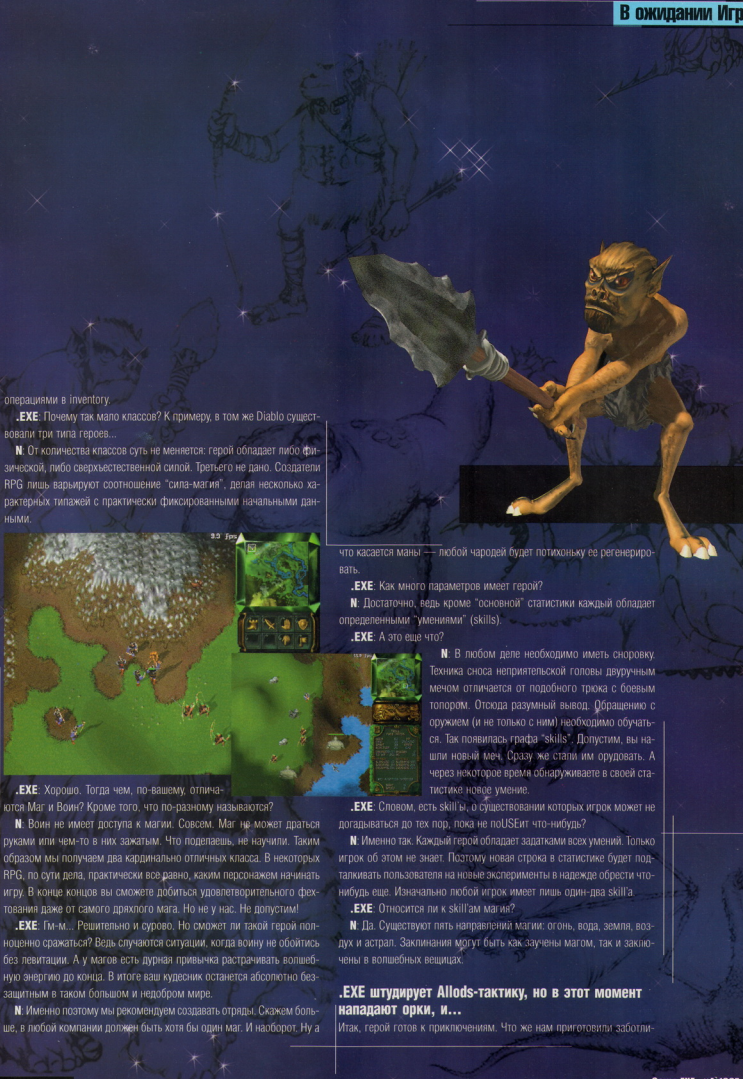 В ожидании Игр
операциями в inventory.
.EXE: Почему так мало классов? К примеру, в том же Diablo сущест-
вовали три типа героев...
N: От количества классов суть не меняется: герой обладает либо фи-
зической, либо сверхъестественной силой. Третьего не дано. Создатели
RPG лишь варьируют соотношение "сила-магия", делая несколько ха-
рактерных типажей с практически фиксированными начальными дан-
ными.
.EXE: Хорошо. Тогда чем, по-вашему, отлича-
ются Маг и Воин? Кроме того, что по-разному называются?
N: Воин не имеет доступа к магии. Совсем. Маг не может драться
руками или чем-то в них зажатым. Что поделаешь, не научили. Таким
образом мы получаем два кардинально отличных класса. В некоторых
RPG, по сути дела, практически все равно, каким персонажем начинать
игру. В конце концов вы сможете добиться удовлетворительного фех-
тования даже от самого дряхлого мага. Но не у нас. Не допустим!
.EXE: Гм-м... Решительно и сурово. Но сможет ли такой герой пол-
ноценно сражаться? Ведь случаются ситуации, когда воину не обойтись
без левитации. А у магов есть дурная привычка растрачивать волшеб-
ную энергию до конца. В итоге ваш кудесник останется абсолютно без-
защитным в таком большом и недобром мире.
N: Именно поэтому мы рекомендуем создавать отряды. Скажем боль-
ше, в любой компании должен быть хотя бы один маг. И наоборот. Ну а
что касается маны — любой чародей будет потихоньку ее регенериро-
вать.
.EXE: Как много параметров имеет герой?
N: Достаточно, ведь кроме "основной" статистики каждый обладает
определенными "умениями" (skills).
.EXE: А это еще что?
N: В любом деле необходимо иметь сноровку.
Техника сноса неприятельской головы двуручным
мечом отличается от подобного трюка с боевым
топором. Отсюда разумный вывод. Обращению с
оружием (и не только с ним) необходимо обучать-
ся. Так появилась графа "skills". Допустим, вы на-
шли новый меч. Сразу же стали им орудовать. А
через некоторое время обнаруживаете в своей ста-
тистике новое умение.
.EXE: Словом, есть skill'ы, о существовании которых игрок может не
догадываться до тех пор, пока не поUSEит что-нибудь?
N: Именно так. Каждый герой обладает задатками всех умений. Только
игрок об этом не знает. Поэтому новая строка в статистике будет под-
талкивать пользователя на новые эксперименты в надежде обрести что-
нибудь еще. Изначально любой игрок имеет лишь один-два skill'а.
.EXE: Относится ли к skill'ам магия?
N: Да. Существуют пять направлений магии: огонь, вода, земля, воз-
дух и астрал. Заклинания могут быть как заучены магом, так и заклю-
чены в волшебных вещицах.
.EXE штудирует Allods-тактику, но в этот момент
нападают орки, и...
Итак, герой готов к приключениям. Что же нам приготовили заботли-